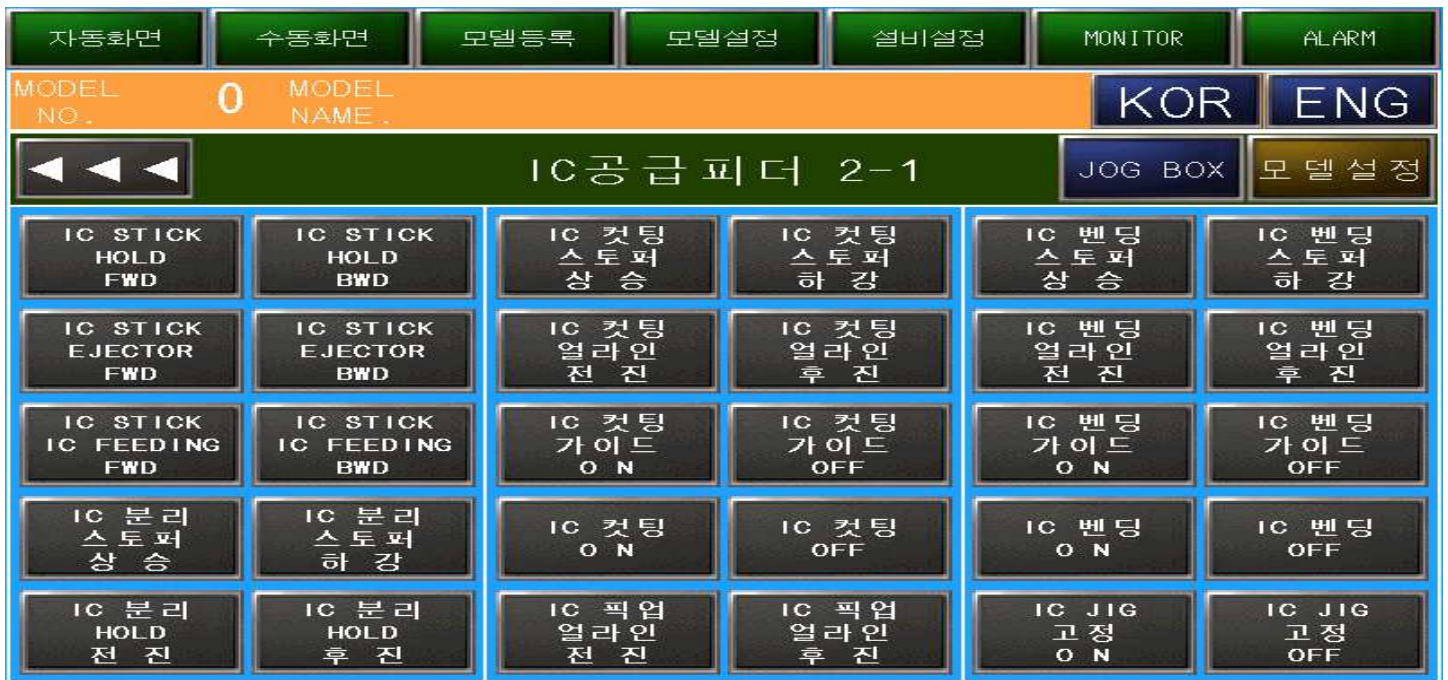 자동화면 수동화면 모델등록 모델설정 설비설정 MONITOR ALARM
MODEL NO. 0 MODEL NAME. KOR ENG
IC공급피더 2-1 JOG BOX 모델설정
IC STICK HOLD FWD
IC STICK HOLD BWD
IC 컷팅 스토퍼 상 승
IC 컷팅 스토퍼 하 강
IC 벤딩 스토퍼 상 승
IC 벤딩 스토퍼 하 강
IC STICK EJECTOR FWD
IC STICK EJECTOR BWD
IC 컷팅 얼라인 전 진
IC 컷팅 얼라인 후 진
IC 벤딩 얼라인 전 진
IC 벤딩 얼라인 후 진
IC STICK IC FEEDING FWD
IC STICK IC FEEDING BWD
IC 컷팅 가이드 O N
IC 컷팅 가이드 OFF
IC 벤딩 가이드 O N
IC 벤딩 가이드 OFF
IC 분리 스토퍼 상 승
IC 분리 스토퍼 하 강
IC 컷팅 O N
IC 컷팅 OFF
IC 벤딩 O N
IC 벤딩 OFF
IC 분리 HOLD 전 진
IC 분리 HOLD 후 진
IC 픽업 얼라인 전 진
IC 픽업 얼라인 후 진
IC JIG 고정 O N
IC JIG 고정 OFF